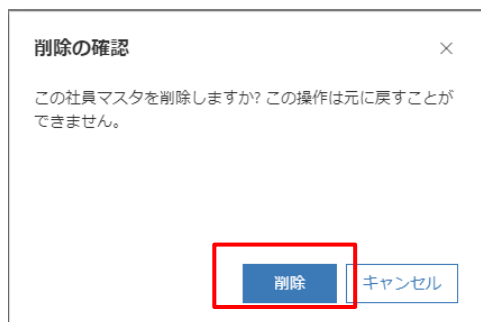 削除の確認
この社員マスタを削除しますか? この操作は元に戻すことが
できません。
削除
キャンセル